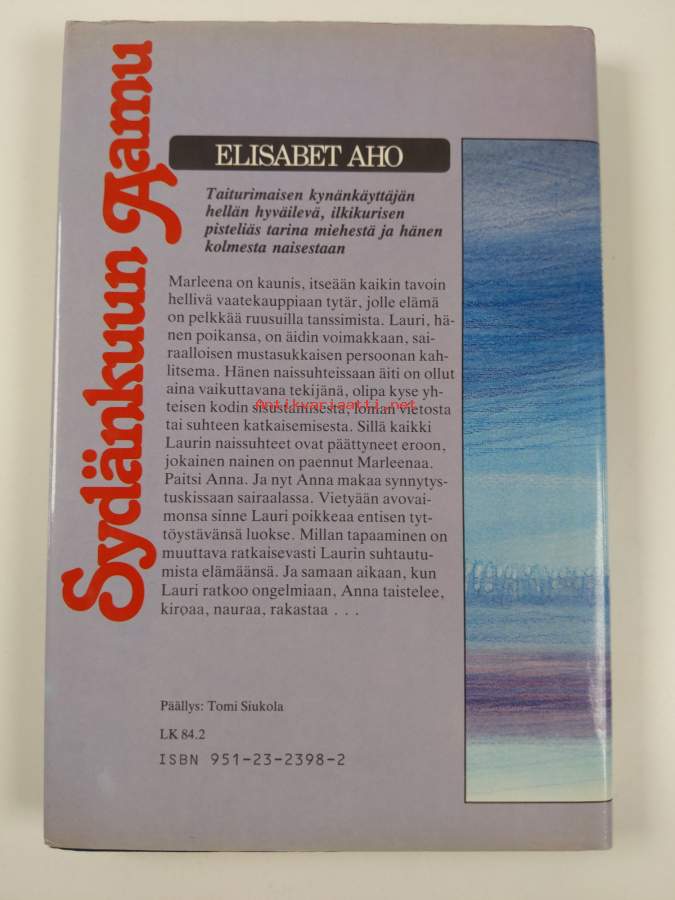 Sydänkuun Aamu
ELISABET AHO
Taiturimaisen kynänkäyttäjän
hellän hyväilevä, ilkikurisen
pisteliäs tarina miehestä ja hänen
kolmesta naisestaan
Marleena on kaunis, itseään kaikin tavoin
hellivä vaatekauppiaan tytär, jolle elämä
on pelkkää ruusuilla tanssimista. Lauri, hä-
nen poikansa, on äidin voimakkaan, sai-
raalloisen mustasukkaisen persoonan kah-
litsema. Hänen naissuhteissaan äiti on ollut
aina vaikuttavana tekijänä, olipa kyse yh-
teisen kodin sisustamisesta, loman vietosta
Antikvariaatti.net
tai suhteen katkaisemisesta. Sillä kaikki
Laurin naissuhteet ovat päättyneet eroon,
jokainen nainen on paennut Marleenaa.
Paitsi Anna. Ja nyt Anna makaa synnytys-
tuskissaan sairaalassa. Vietyään avovai-
monsa sinne Lauri poikkeaa entisen tyt-
töystävänsä luokse. Millan tapaaminen on
muuttava ratkaisevasti Laurin suhtautu-
mista elämäänsä. Ja samaan aikaan, kun
Lauri ratkoo ongelmiaan, Anna taistelee,
kiroaa, nauraa, rakastaa . . .
Päällys: Tomi Siukola
LK 84.2
ISBN 951-23-2398-2